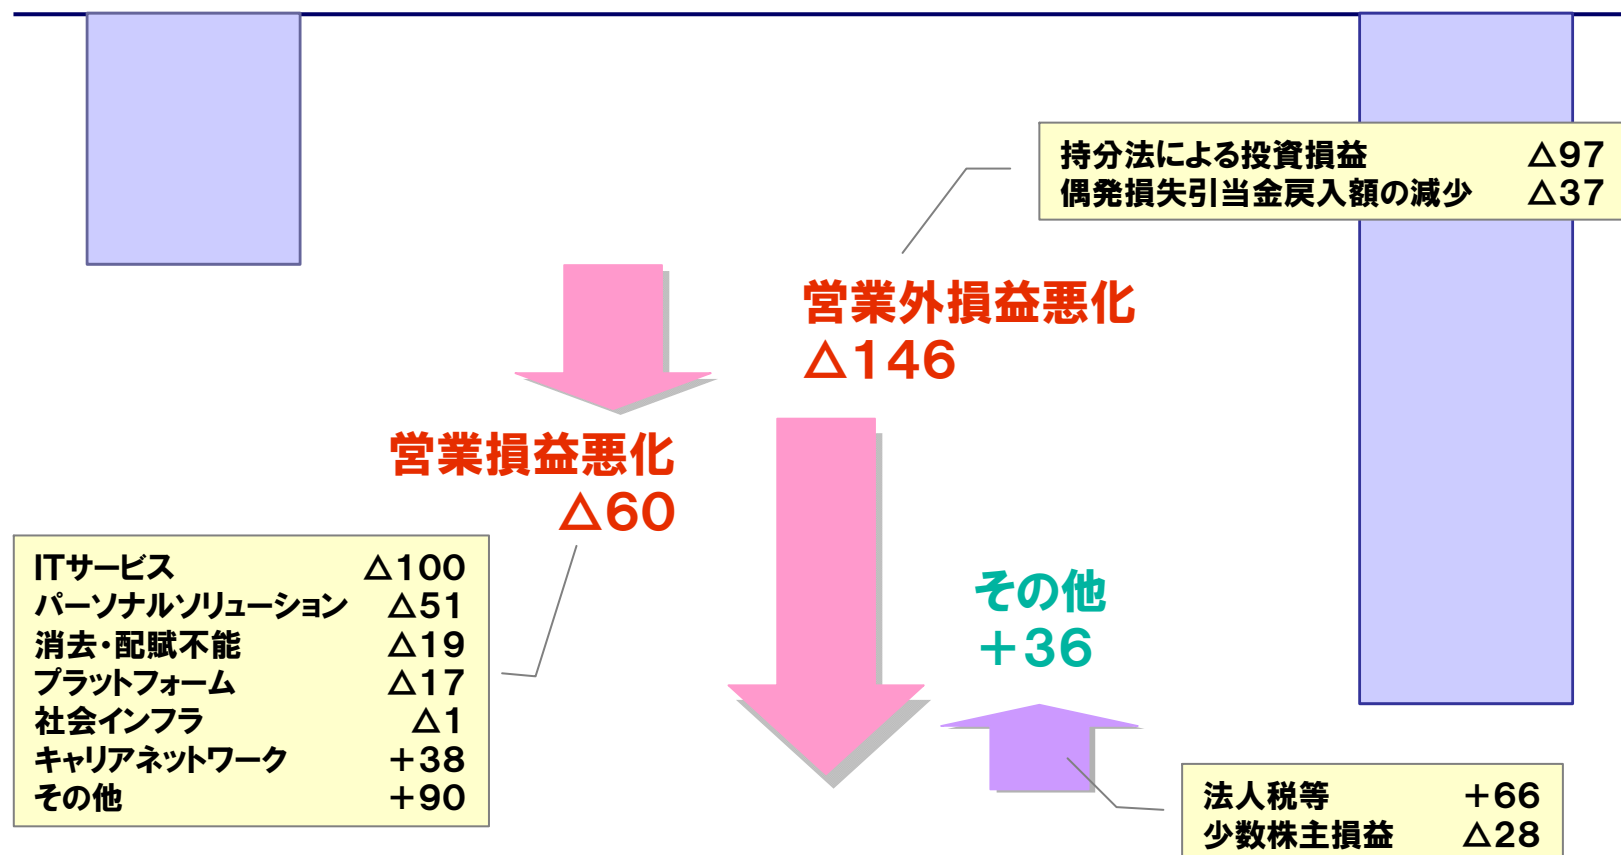 持分法による投資損益 △97
偶発損失引当金戻入額の減少 △37
営業外損益悪化
△146
営業損益悪化
△60
ITサービス △100
パーソナルソリューション △51
消去・配賦不能 △19
プラットフォーム △17
社会インフラ △1
キャリアネットワーク +38
その他 +90
その他
+36
法人税等 +66
少数株主損益 △28